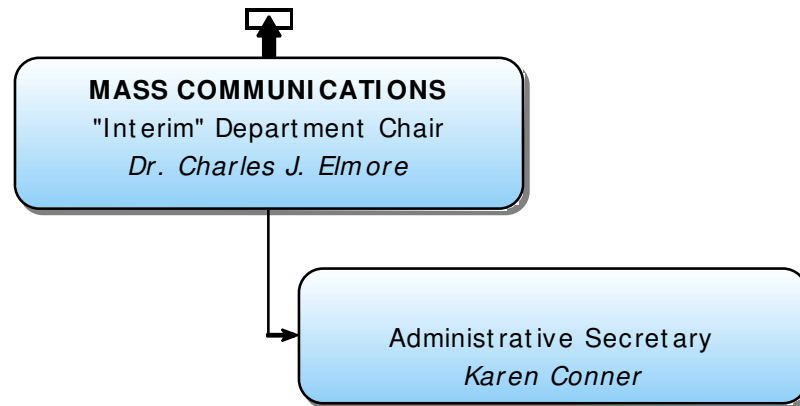 MASS COMMUNICATIONS
"Interim" Department Chair
Dr. Charles J. Elmore
Administrative Secretary
Karen Conner